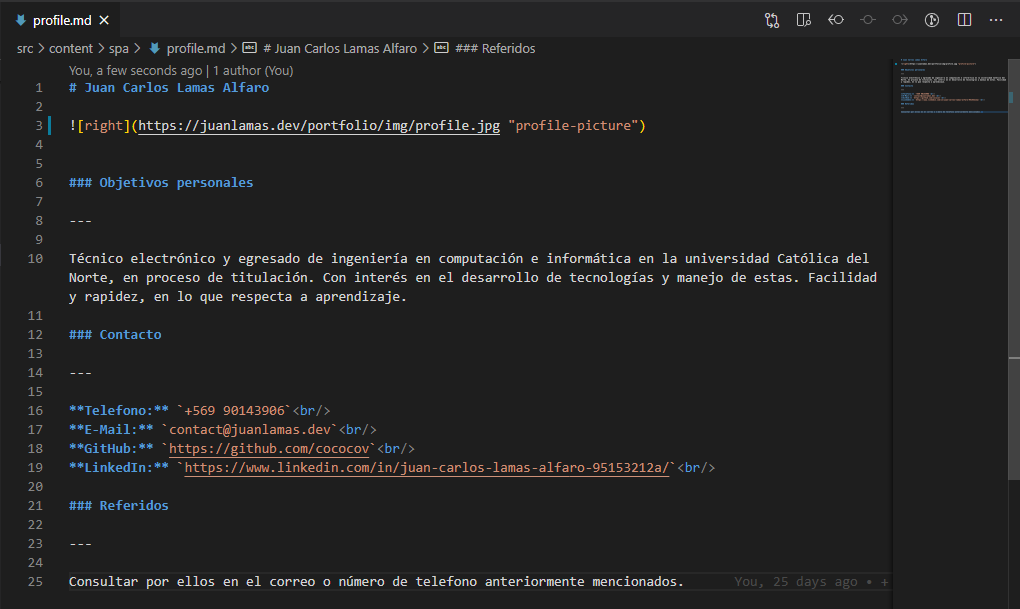 profile.md
src > content > spa > profile.md > abc # Juan Carlos Lamas Alfaro > abc ### Referidos
You, a few seconds ago | 1 author (You)
1 # Juan Carlos Lamas Alfaro
2
3 ![right](https://juanlamas.dev/portfolio/img/profile.jpg "profile-picture")
4
5
6 ### Objetivos personales
7
8 ---
9
10 Técnico electrónico y egresado de ingeniería en computación e informática en la universidad Católica del
Norte, en proceso de titulación. Con interés en el desarrollo de tecnologías y manejo de estas. Facilidad
y rapidez, en lo que respecta a aprendizaje.
11
12 ### Contacto
13
14 ---
15
16 **Telefono:** `+569 90143906`<br/>
17 **E-Mail:** `contact@juanlamas.dev`<br/>
18 **GitHub:** `https://github.com/cococov`<br/>
19 **LinkedIn:** `https://www.linkedin.com/in/juan-carlos-lamas-alfaro-95153212a/`<br/>
20
21 ### Referidos
22
23 ---
24
25 Consultar por ellos en el correo o número de telefono anteriormente mencionados. You, 25 days ago • +